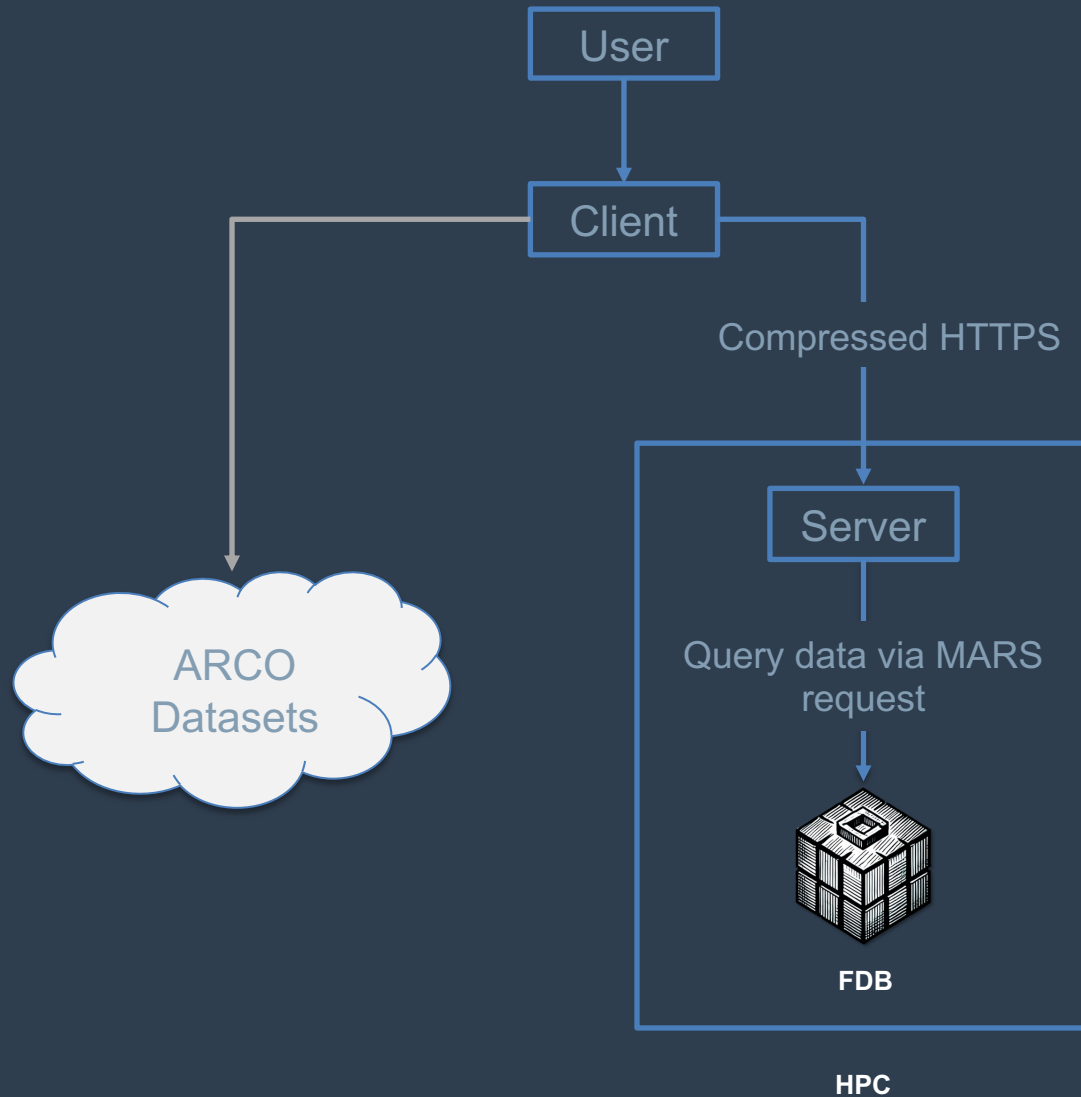 User
Client
Compressed HTTPS
Server
ARCO
Datasets
Query data via MARS
request
FDB
HPC